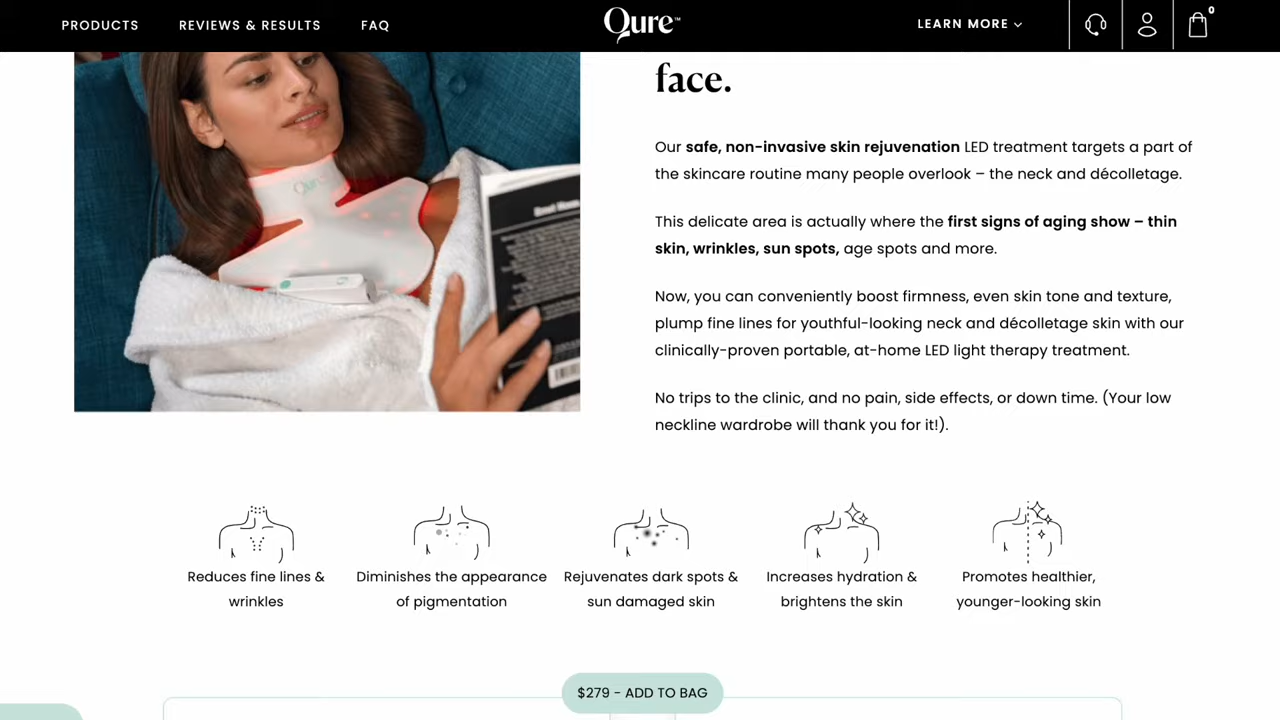 PRODUCTS
REVIEWS & RESULTS
FAQ
Qure™
LEARN MORE
0
face.
Our safe, non-invasive skin rejuvenation LED treatment targets a part of
the skincare routine many people overlook – the neck and décolletage.
This delicate area is actually where the first signs of aging show – thin
skin, wrinkles, sun spots, age spots and more.
Now, you can conveniently boost firmness, even skin tone and texture,
plump fine lines for youthful-looking neck and décolletage skin with our
clinically-proven portable, at-home LED light therapy treatment.
No trips to the clinic, and no pain, side effects, or down time. (Your low
neckline wardrobe will thank you for it!).
Qure
Reduces fine lines &
wrinkles
Diminishes the appearance
of pigmentation
Rejuvenates dark spots &
sun damaged skin
Increases hydration &
brightens the skin
Promotes healthier,
younger-looking skin
$279 - ADD TO BAG